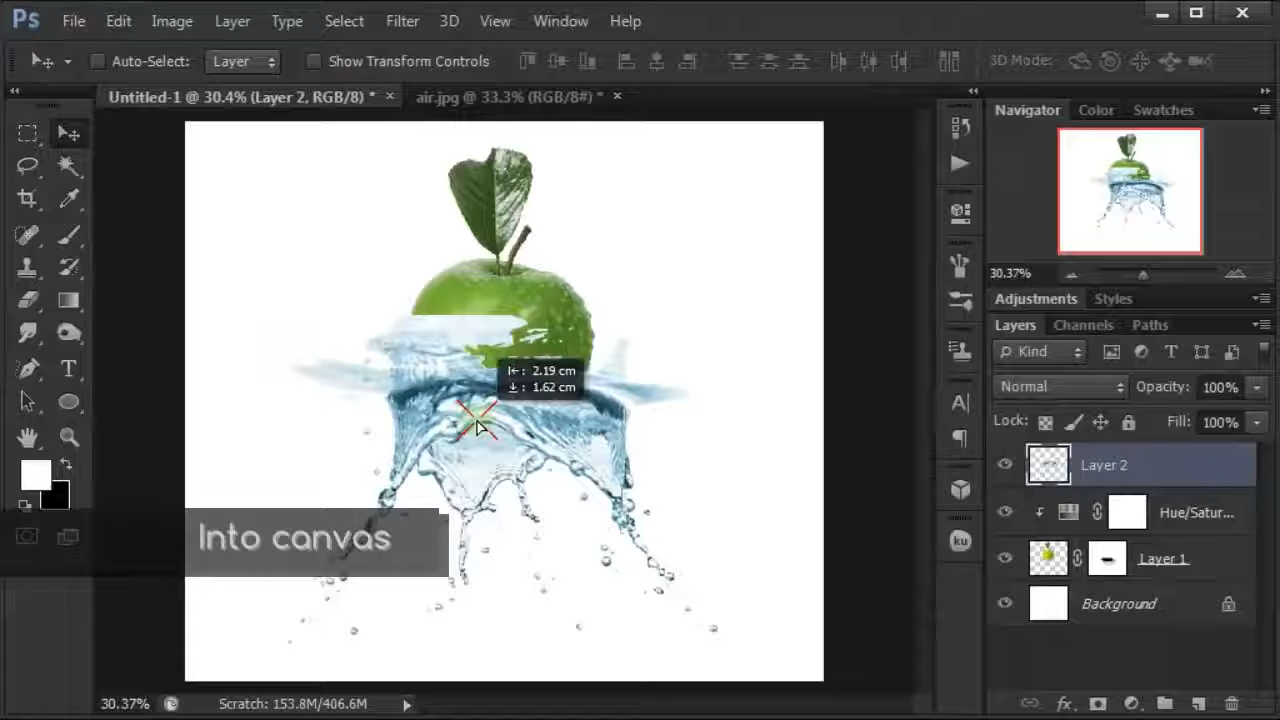 Ps File Edit Image Layer Type Select Filter 3D View Window Help
Auto-Select: Layer Show Transform Controls 3D Mode:
Untitled-1 @ 30.4% (Layer 2, RGB/8) * × air.jpg @ 33.3% (RGB/8#) * ×
Navigator Color Swatches
30.37%
Adjustments Styles
Layers Channels Paths
Kind
Normal Opacity: 100%
Lock: Fill: 100%
Layer 2
Hue/Satur...
Layer 1
Background
2.19 cm
1.62 cm
Into canvas
ku
30.37% Scratch: 153.8M/406.6M
fx